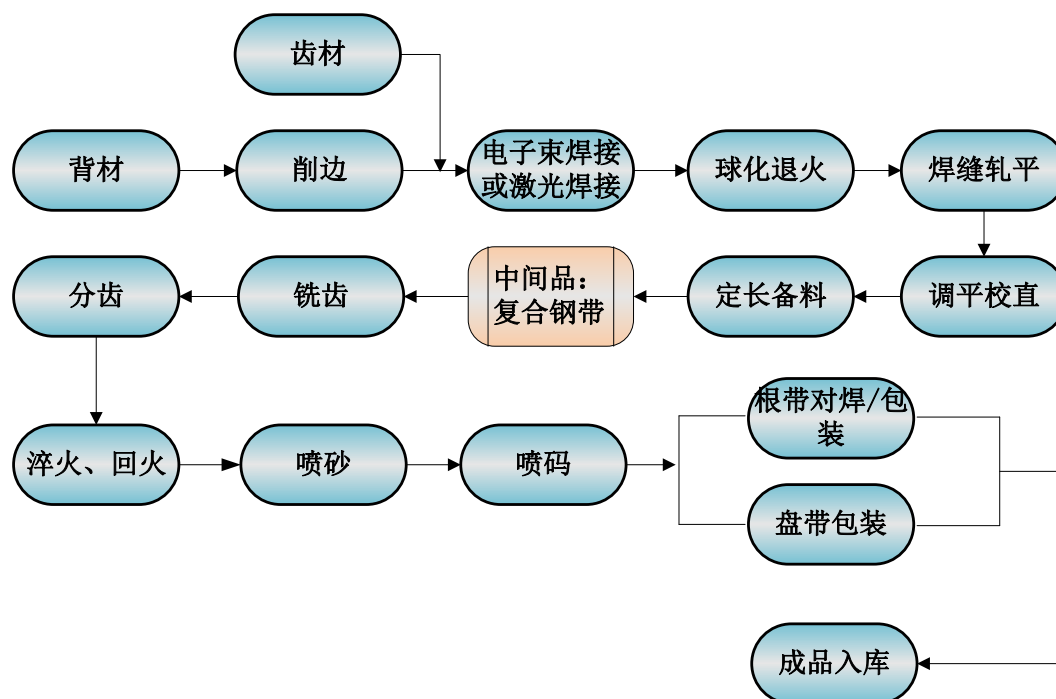 齿材
背材
削边
电子束焊接
或激光焊接
球化退火
焊缝轧平
分齿
铣齿
中间品：
复合钢带
定长备料
调平校直
淬火、回火
喷砂
喷码
根带对焊/包
装
盘带包装
成品入库